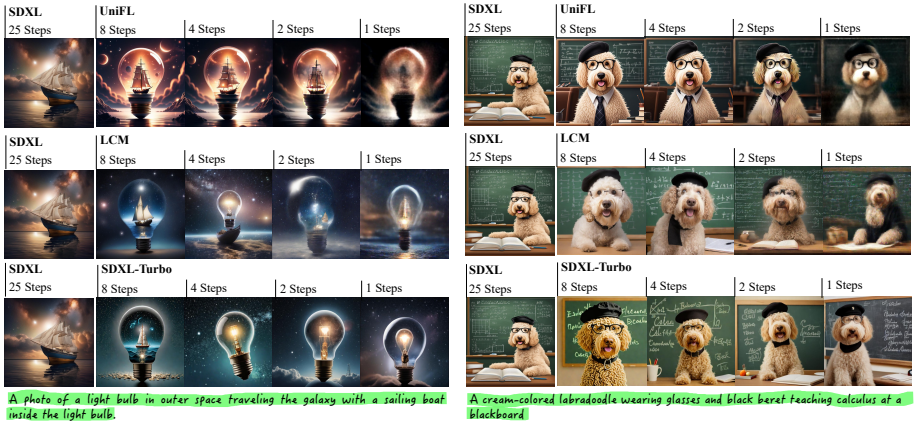 SDXL
UniFL
25 Steps
8 Steps
4 Steps
2 Steps
1 Steps
SDXL
LCM
25 Steps
8 Steps
4 Steps
2 Steps
1 Steps
SDXL
SDXL-Turbo
25 Steps
8 Steps
4 Steps
2 Steps
1 Steps
A photo of a light bulb in outer space traveling the galaxy with a sailing boat
inside the light bulb.
SDXL
UniFL
25 Steps
8 Steps
4 Steps
2 Steps
1 Steps
SDXL
LCM
25 Steps
8 Steps
4 Steps
2 Steps
1 Steps
SDXL
SDXL-Turbo
25 Steps
8 Steps
4 Steps
2 Steps
1 Steps
A cream-colored labradoodle wearing glasses and black beret teaching calculus at a
blackboard